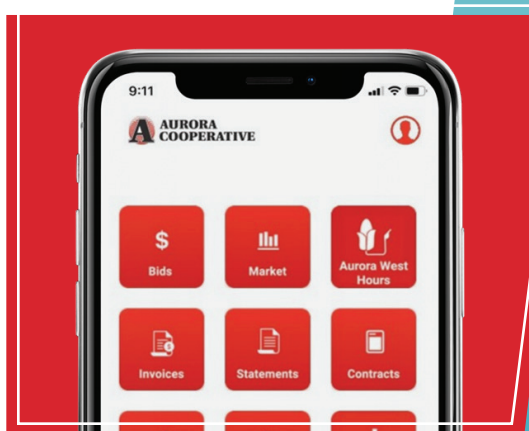 9:11
AURORA
COOPERATIVE
$
Bids
Market
Aurora West
Hours
Invoices
Statements
Contracts